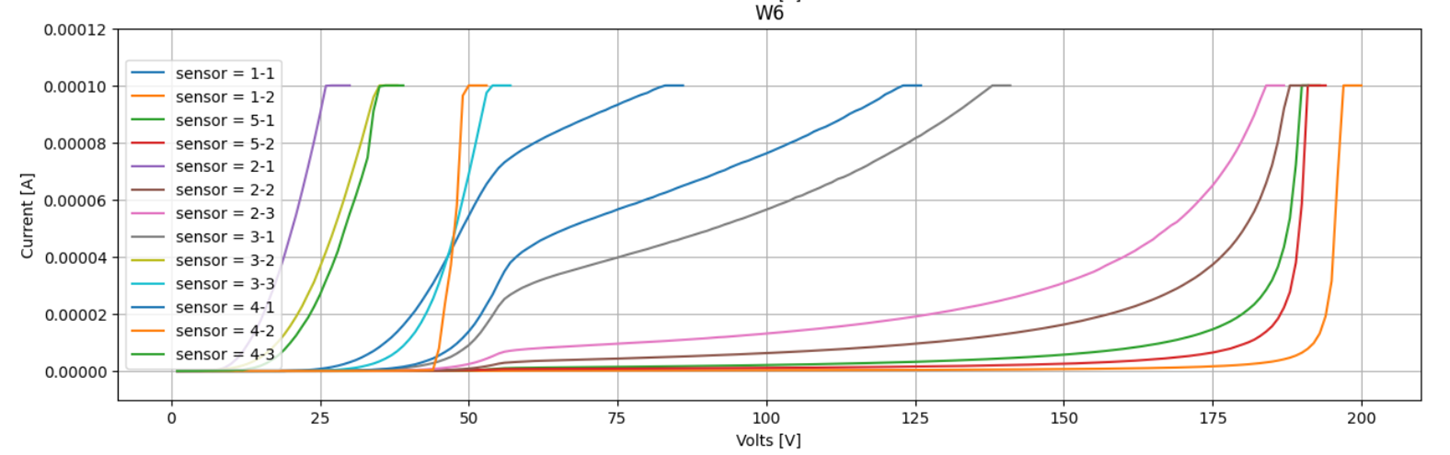 W6
0.00012
0.00010
0.00008
0.00006
0.00004
0.00002
0.00000
Current [A]
sensor = 1-1
sensor = 1-2
sensor = 5-1
sensor = 5-2
sensor = 2-1
sensor = 2-2
sensor = 2-3
sensor = 3-1
sensor = 3-2
sensor = 3-3
sensor = 4-1
sensor = 4-2
sensor = 4-3
0 25 50 75 100 125 150 175 200
Volts [V]